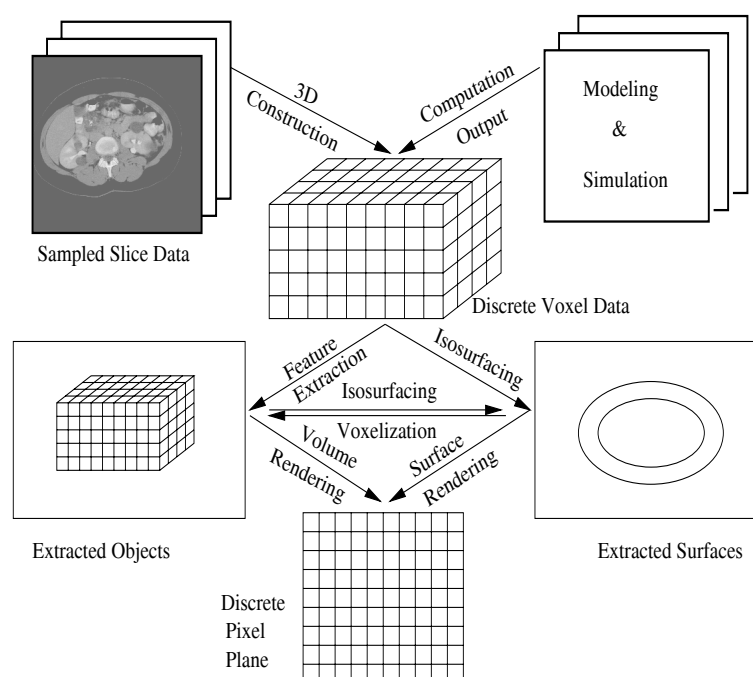 3D
Construction
Computation
Output
Modeling
&
Simulation
Sampled Slice Data
Discrete Voxel Data
Feature
Extraction
Isosurfacing
Isosurfacing
Voxelization
Volume
Rendering
Surface
Rendering
Extracted Objects
Extracted Surfaces
Discrete
Pixel
Plane